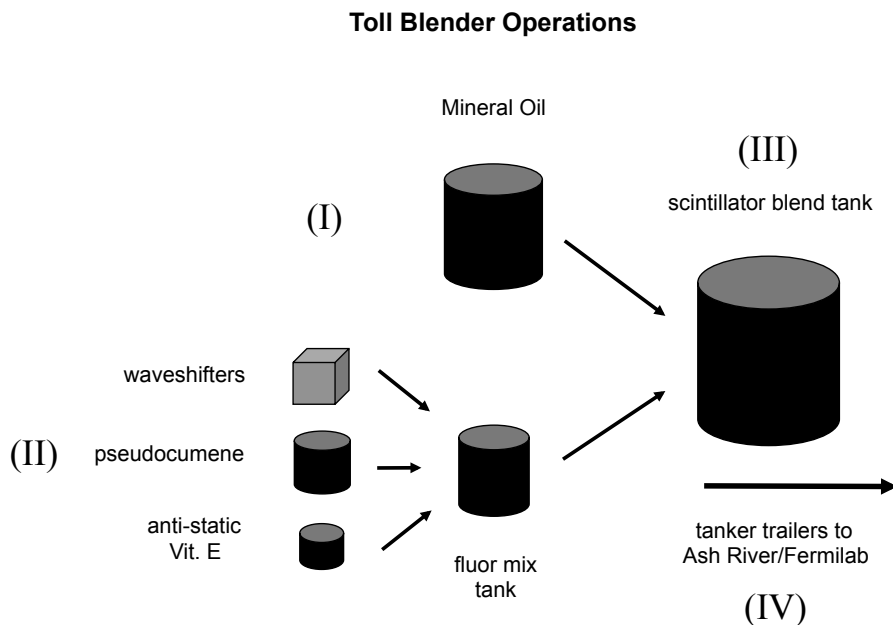 Toll Blender Operations
Mineral Oil
(III)
scintillator blend tank
(I)
waveshifters
(II)
pseudocumene
anti-static
Vit. E
fluor mix
tank
tanker trailers to
Ash River/Fermilab
(IV)